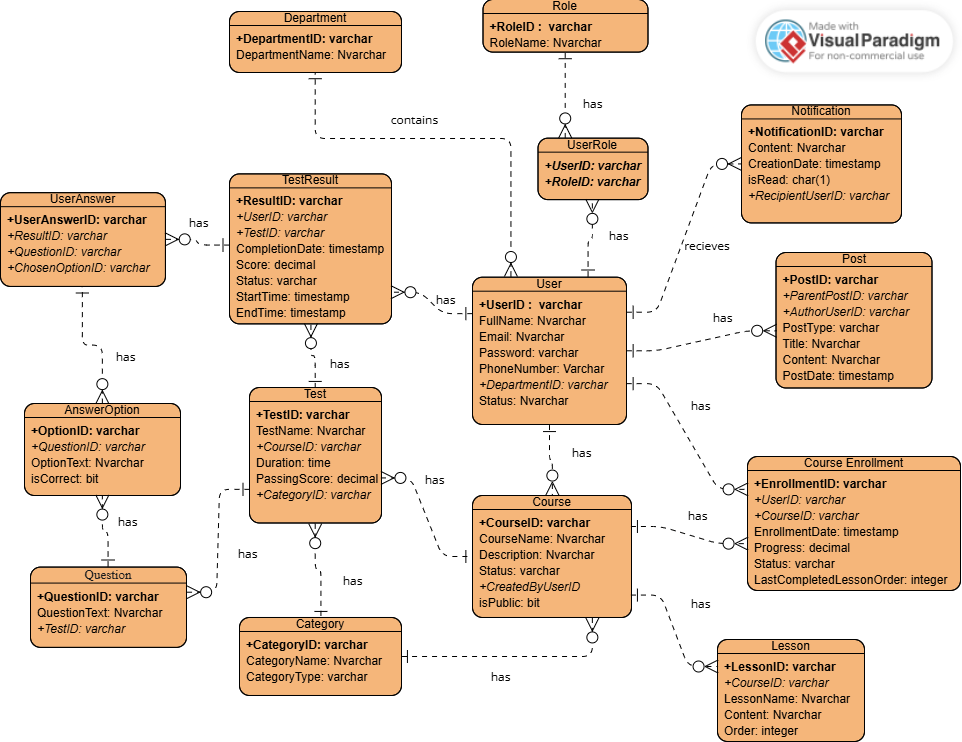 Department
+DepartmentID: varchar
DepartmentName: Nvarchar
Role
+RoleID :  varchar
RoleName: Nvarchar
Made with
VisualParadigm
For non-commercial use
has
contains
UserRole
+UserID: varchar
+RoleID: varchar
Notification
+NotificationID: varchar
Content: Nvarchar
CreationDate: timestamp
isRead: char(1)
+RecipientUserID: varchar
UserAnswer
+UserAnswerID: varchar
+ResultID: varchar
+QuestionID: varchar
+ChosenOptionID: varchar
has
TestResult
+ResultID: varchar
+UserID: varchar
+TestID: varchar
CompletionDate: timestamp
Score: decimal
Status: varchar
StartTime: timestamp
EndTime: timestamp
has
has
recieves
User
+UserID :  varchar
FullName: Nvarchar
Email: Nvarchar
Password: varchar
PhoneNumber: Varchar
+DepartmentID: varchar
Status: Nvarchar
Post
+PostID: varchar
+ParentPostID: varchar
+AuthorUserID: varchar
PostType: varchar
Title: Nvarchar
Content: Nvarchar
PostDate: timestamp
has
has
has
has
has
AnswerOption
+OptionID: varchar
+QuestionID: varchar
OptionText: Nvarchar
isCorrect: bit
Test
+TestID: varchar
TestName: Nvarchar
+CourseID: varchar
Duration: time
PassingScore: decimal
+CategoryID: varchar
has
Course Enrollment
+EnrollmentID: varchar
+UserID: varchar
+CourseID: varchar
EnrollmentDate: timestamp
Progress: decimal
Status: varchar
LastCompletedLessonOrder: integer
Course
+CourseID: varchar
CourseName: Nvarchar
Description: Nvarchar
Status: varchar
+CreatedByUserID
isPublic: bit
has
has
has
has
has
Question
+QuestionID: varchar
QuestionText: Nvarchar
+TestID: varchar
Category
+CategoryID: varchar
CategoryName: Nvarchar
CategoryType: varchar
has
Lesson
+LessonID: varchar
+CourseID: varchar
LessonName: Nvarchar
Content: Nvarchar
Order: integer